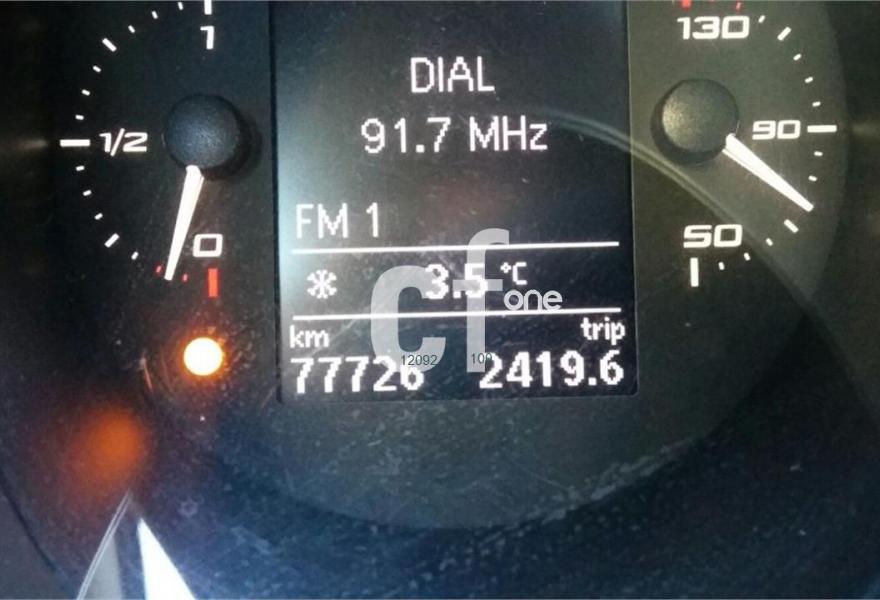 1
130
DIAL
1/2
91.7 MHz
90
FM 1
0
50
3.5 °C
cf one
km
trip
77726
2419.6
12092
109